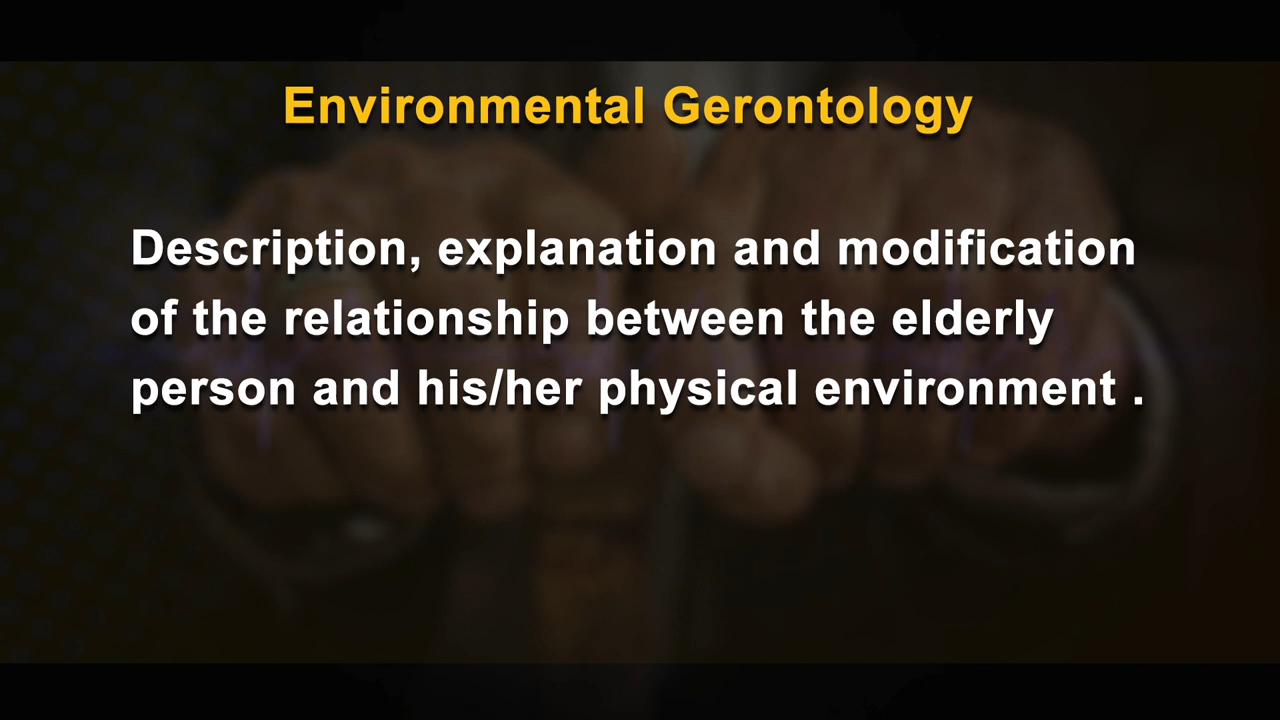 Environmental Gerontology
Description, explanation and modification
of the relationship between the elderly
person and his/her physical environment .